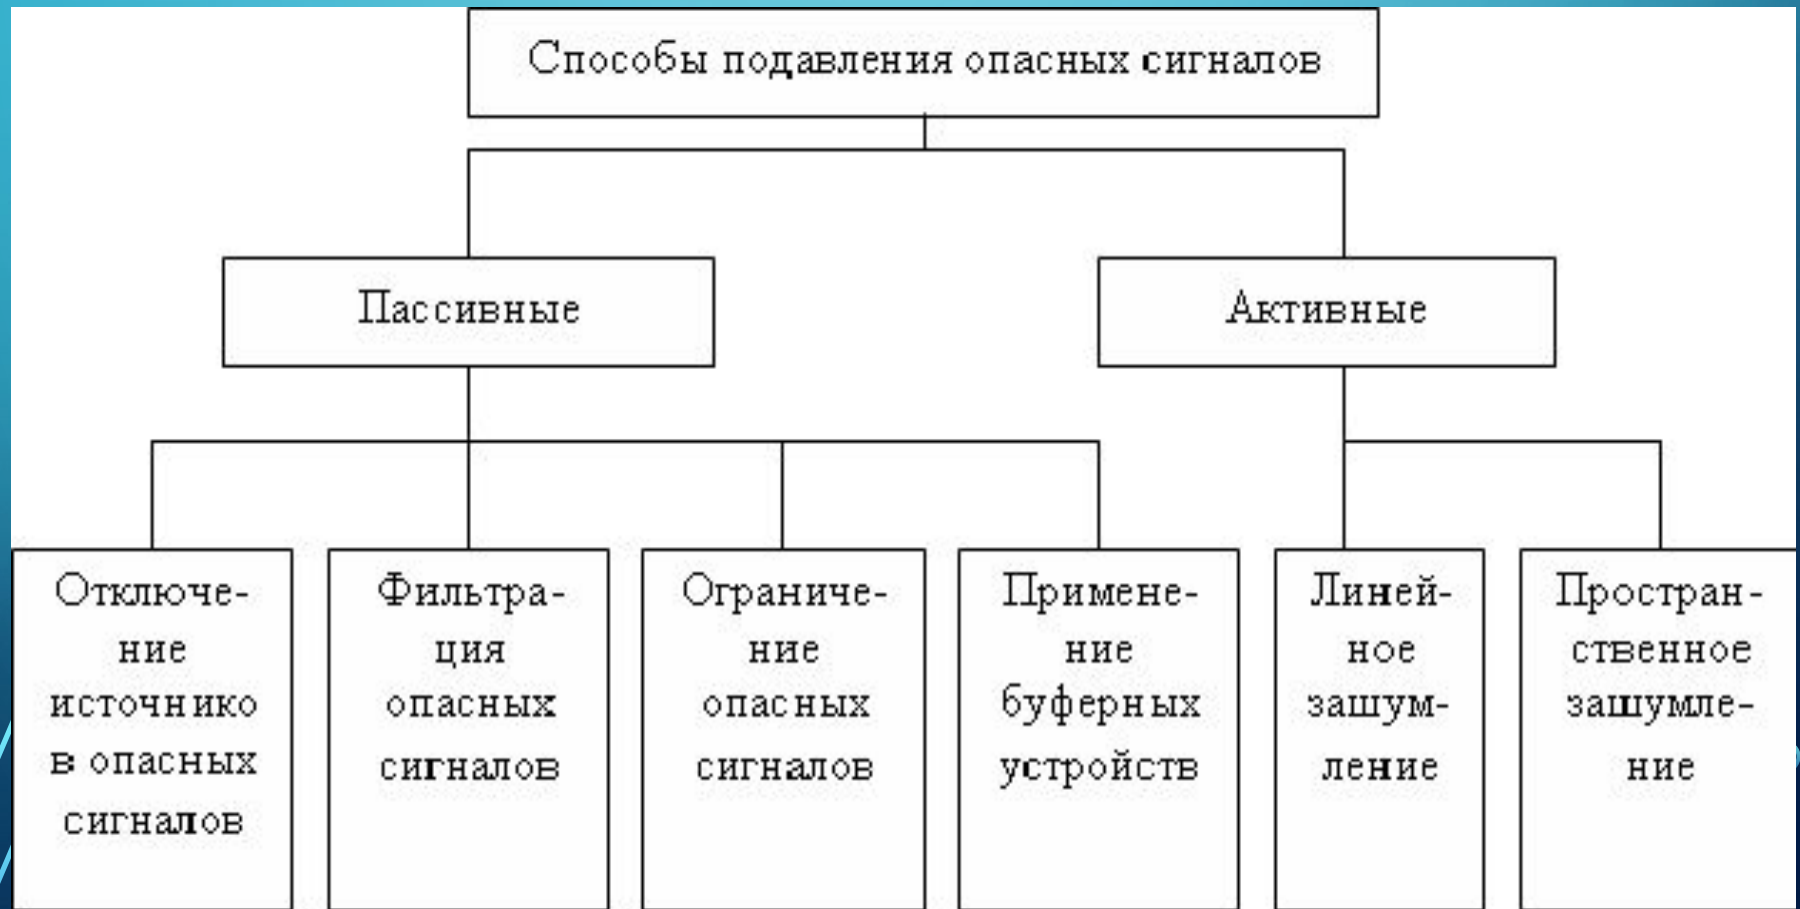 Способы подавления опасных сигналов
Пассивные
Активные
Отключе-
ние
источнико
в опасных
сигналов
Фильтра-
ция
опасных
сигналов
Ограниче-
ние
опасных
сигналов
Примене-
ние
буферных
устройств
Линей-
ное
зашум-
ление
Простран-
ственное
зашумле-
ние